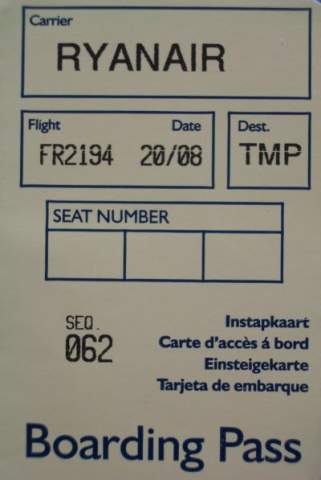 Carrier
RYANAIR
Flight Date Dest.
FR2194 20/08 TMP
SEAT NUMBER
SEQ.
062
Instapkaart
Carte d'accès á bord
Einsteigekarte
Tarjeta de embarque
Boarding Pass